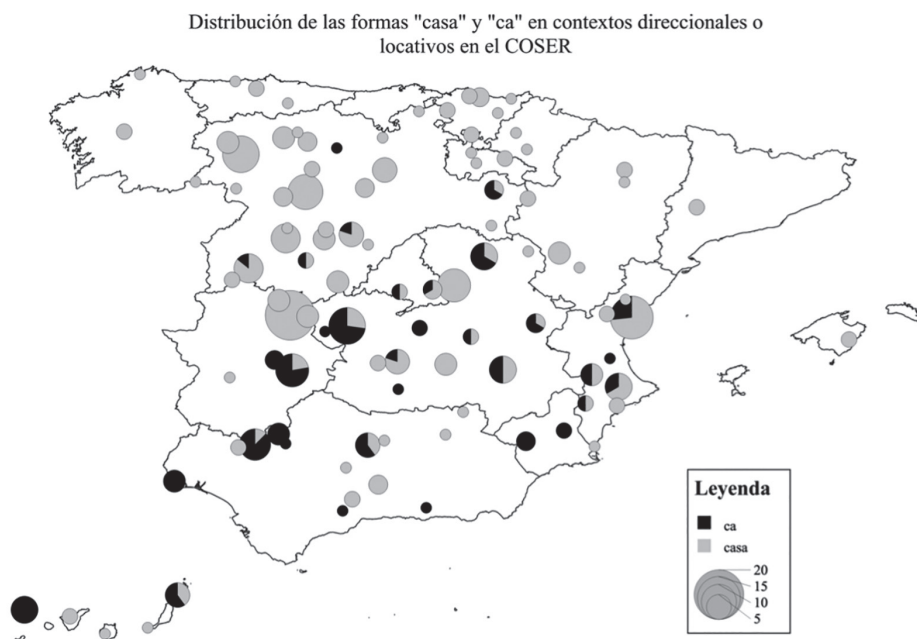 Distribución de las formas "casa" y "ca" en contextos direccionales o
locativos en el COSER
Leyenda
ca
casa
20
15
10
5